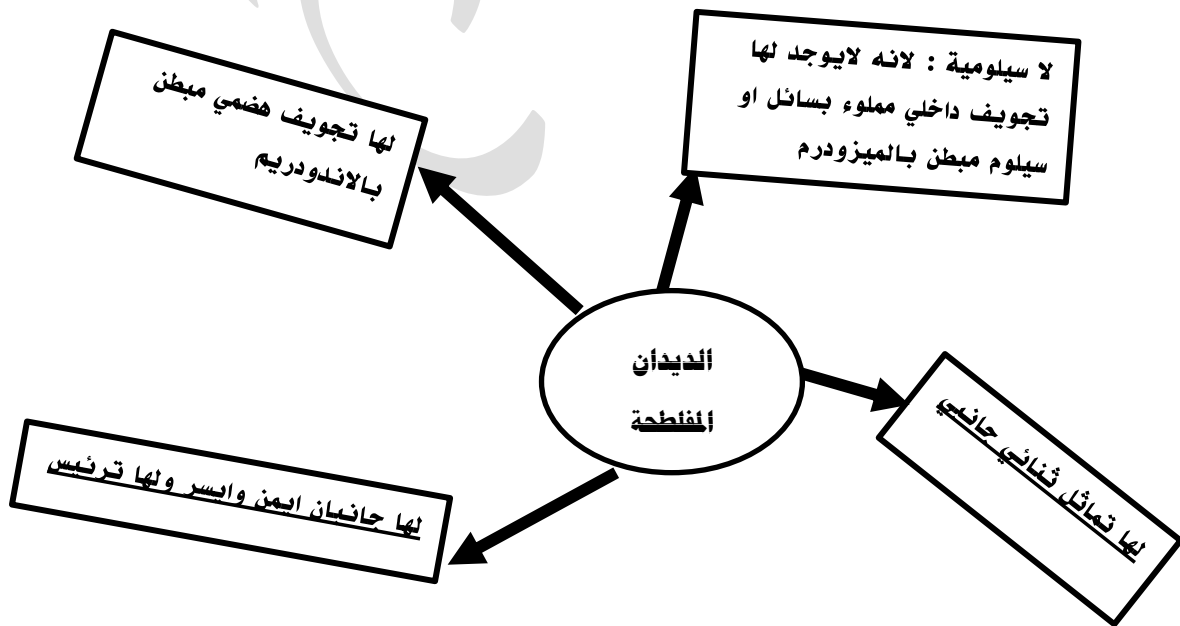 لا سيلومية : لانه لايوجد لها
تجويف داخلي مملوء بسائل او
سيلوم مبطن بالميزودرم
لها تجويف هضمي مبطن
بالاندودريم
الديدان
المفلطحة
لها تماثل ثنائي جانبي
لها جانبان ايمن وايسر ولها ترئيس